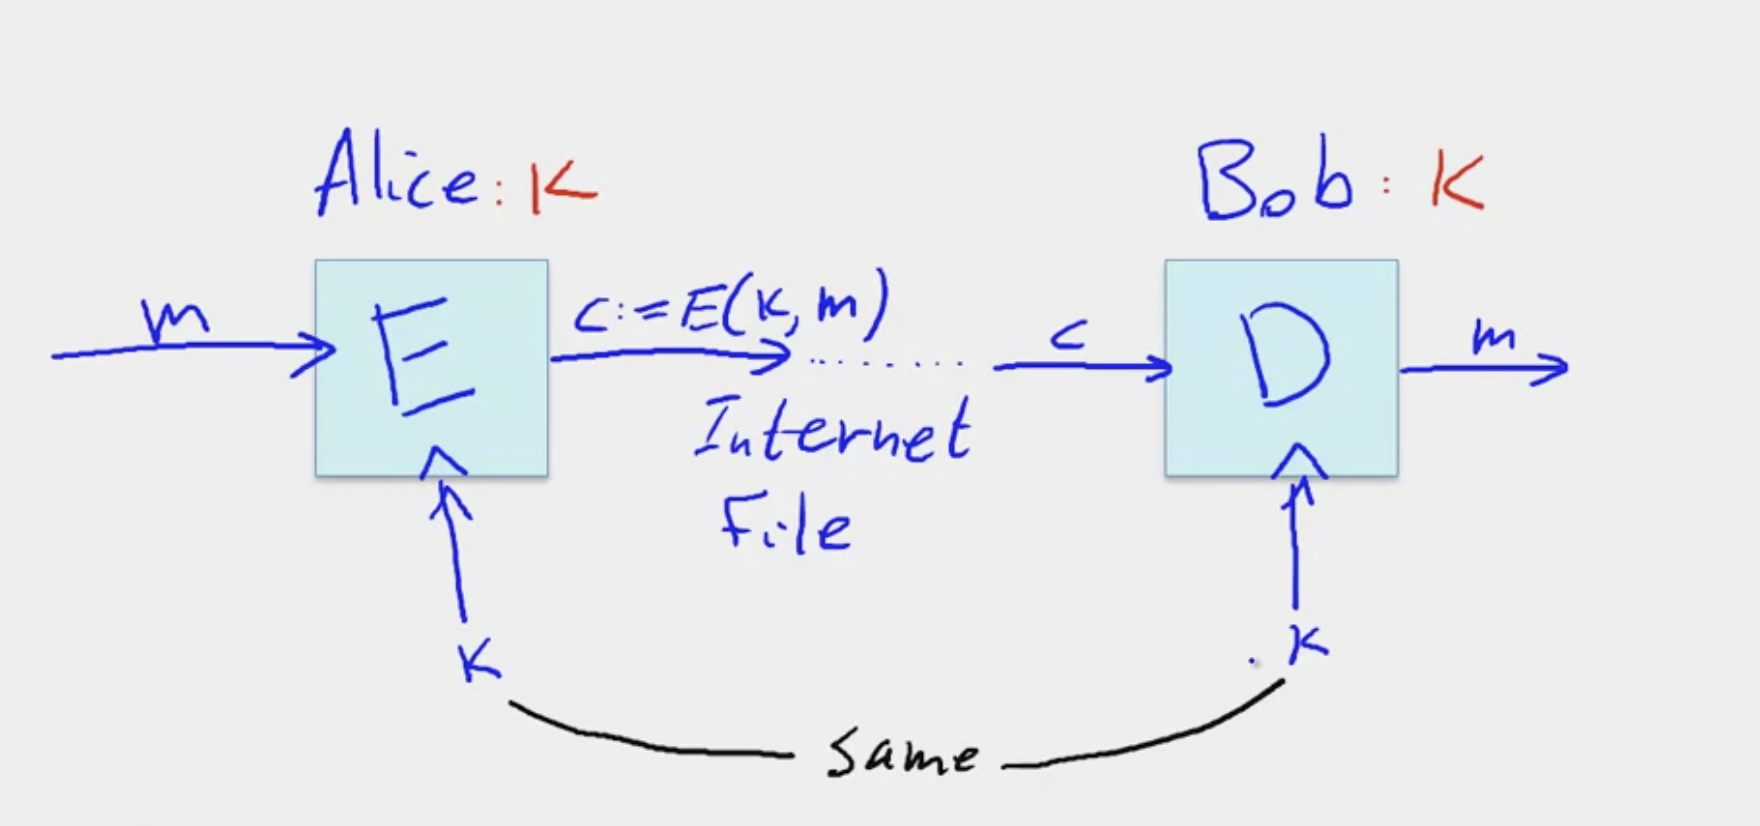 Alice: K
Bob: K
m
E
c:=E(k,m)
c
D
m
Internet
File
k
k
Same